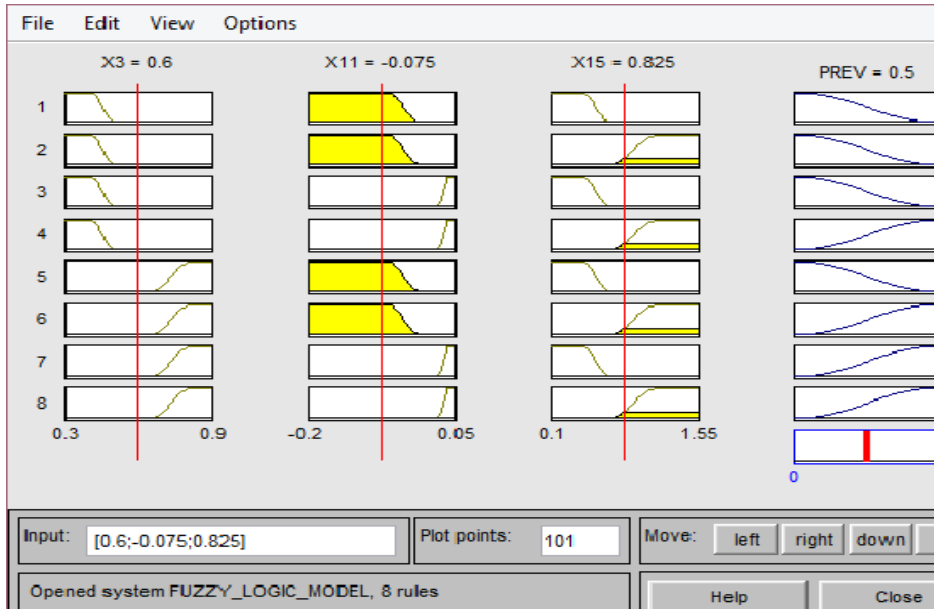 File Edit View Options
X3 = 0.6 X11 = -0.075 X15 = 0.825 PREV = 0.5
1
2
3
4
5
6
7
8
0.3 0.9 -0.2 0.05 0.1 1.55
0
Input: [0.6;-0.075;0.825] Plot points: 101 Move: left right down
Opened system FUZZY_LOGIC_MODEL, 8 rules Help Close